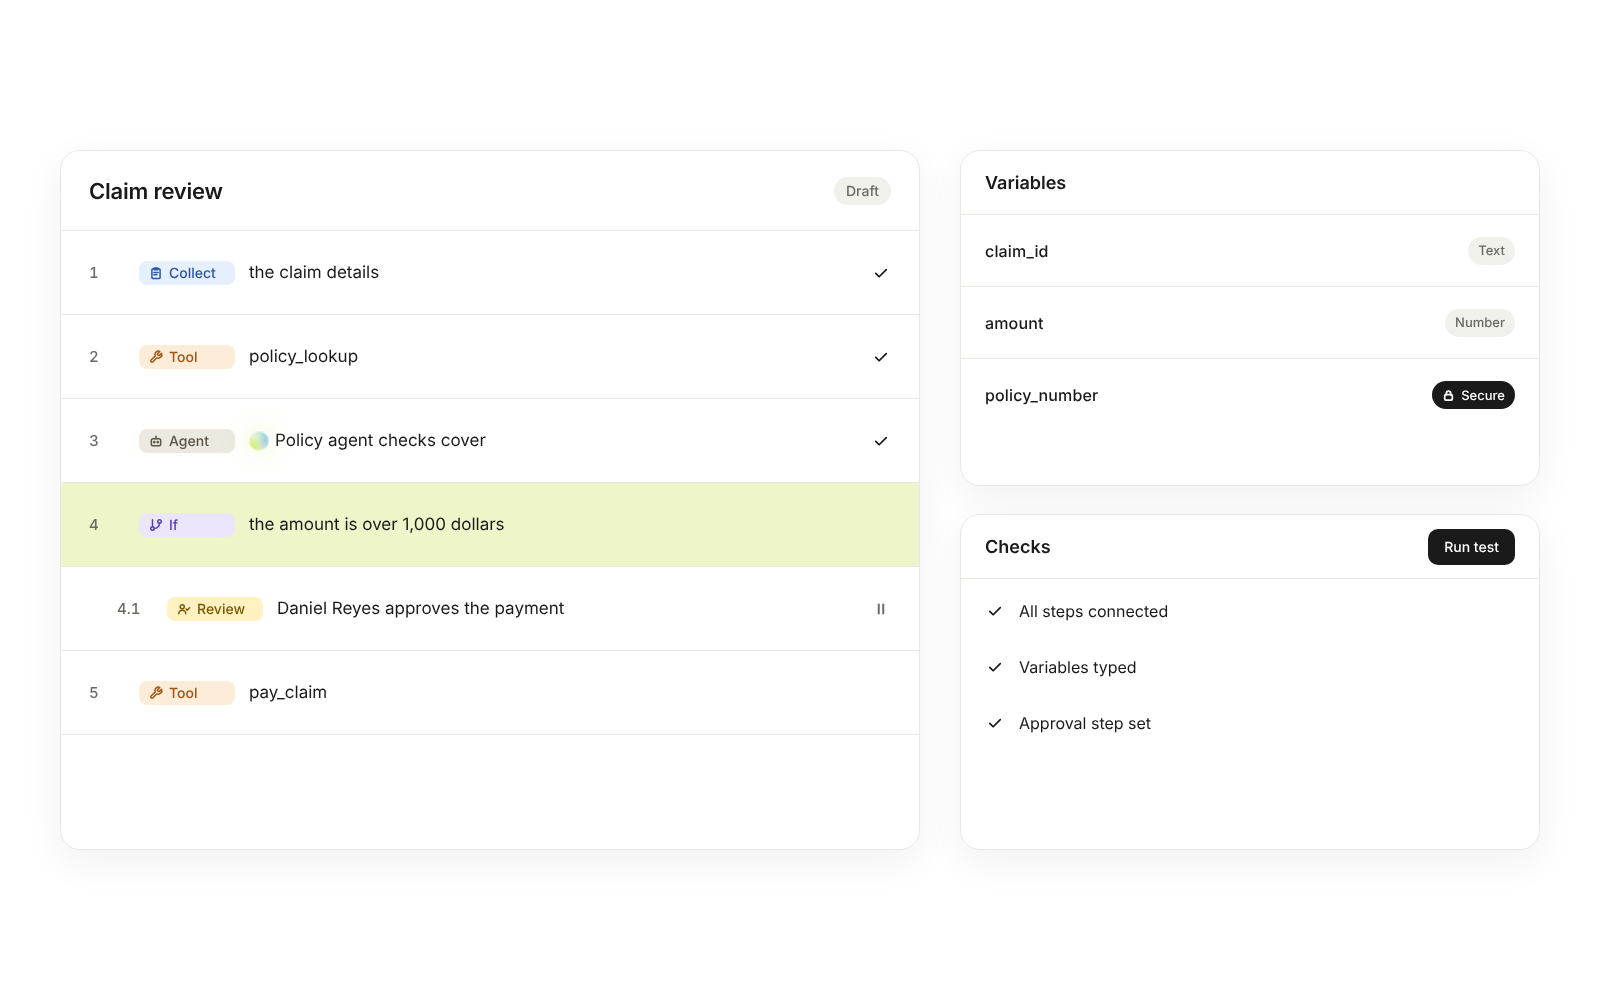 Claim review
Draft
1 Collect the claim details
2 Tool policy_lookup
3 Agent Policy agent checks cover
4 If the amount is over 1,000 dollars
4.1 Review Daniel Reyes approves the payment
5 Tool pay_claim
Variables
claim_id Text
amount Number
policy_number Secure
Checks
Run test
All steps connected
Variables typed
Approval step set